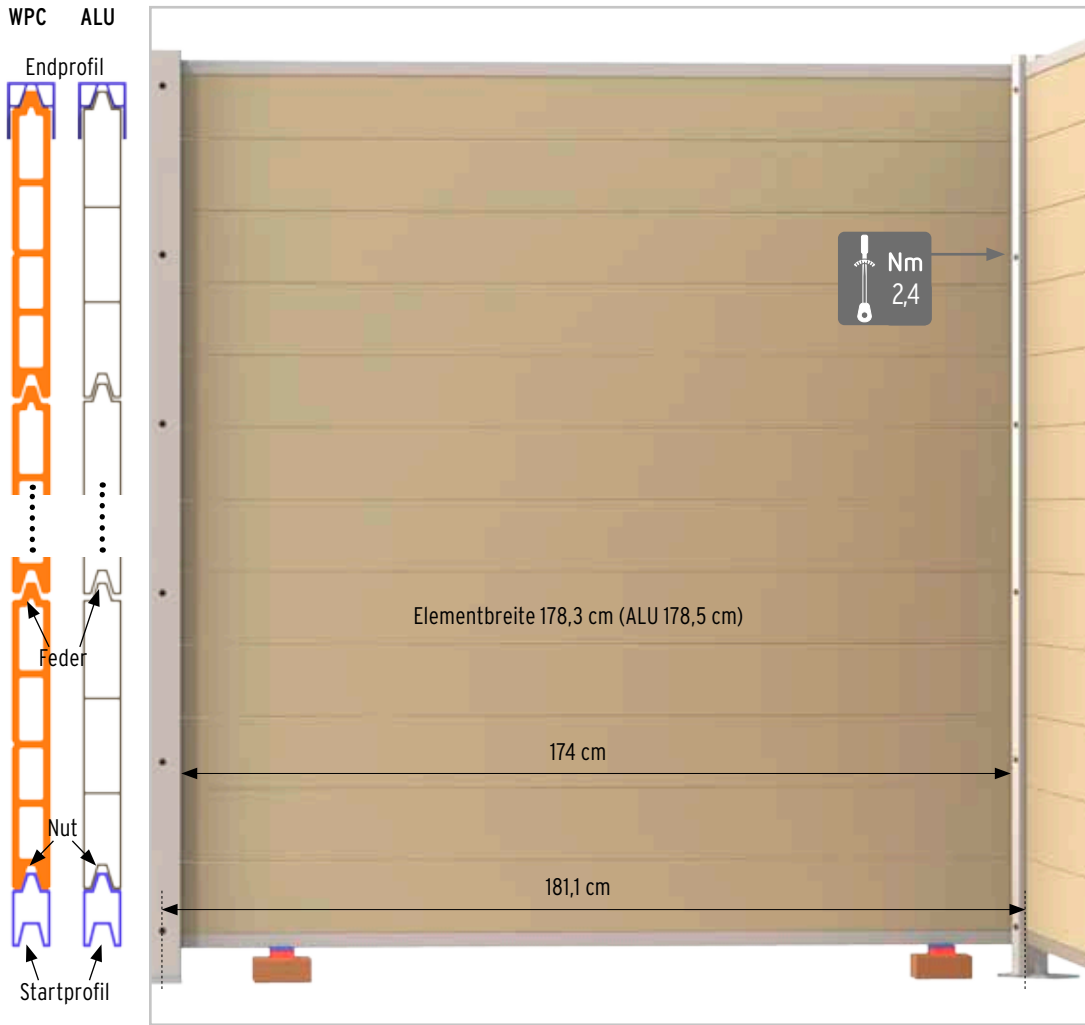 WPC ALU
Endprofil
Nm
2,4
Elementbreite 178,3 cm (ALU 178,5 cm)
Feder
174 cm
Nut
181,1 cm
Startprofil